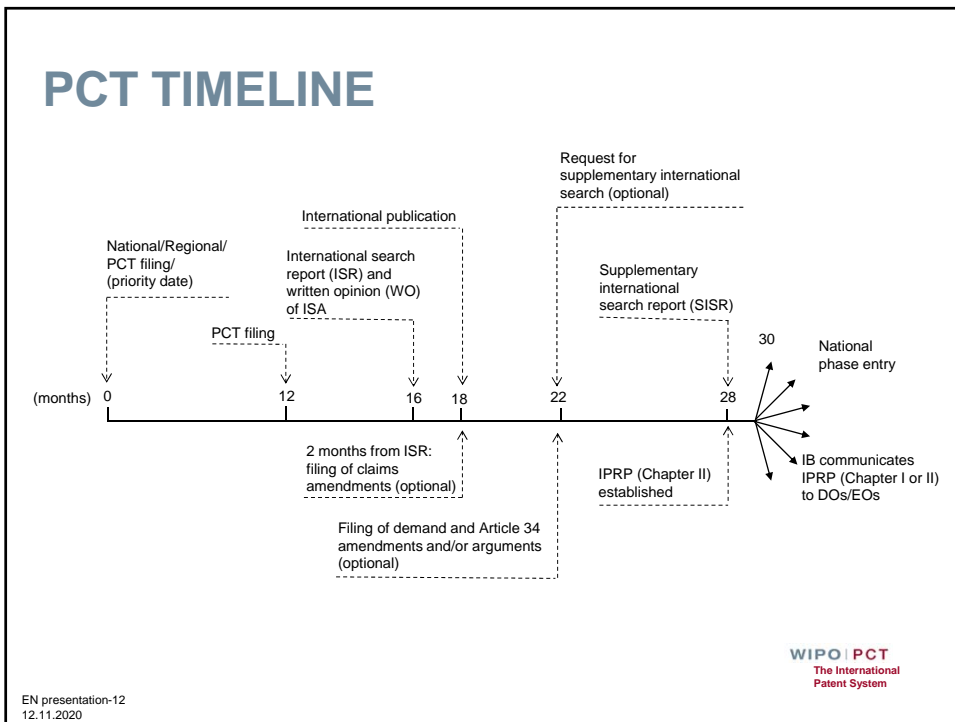 PCT TIMELINE
Request for
supplementary international
search (optional)
International publication
National/Regional/
PCT filing/
(priority date)
International search
report (ISR) and
written opinion (WO)
of ISA
Supplementary
international
search report (SISR)
PCT filing
30
National
phase entry
(months) 0 12 16 18 22 28
2 months from ISR:
filing of claims
amendments (optional)
IPRP (Chapter II)
established
IB communicates
IPRP (Chapter I or II)
to DOs/EOs
Filing of demand and Article 34
amendments and/or arguments
(optional)
WIPO|PCT
The International
Patent System
EN presentation-12
12.11.2020